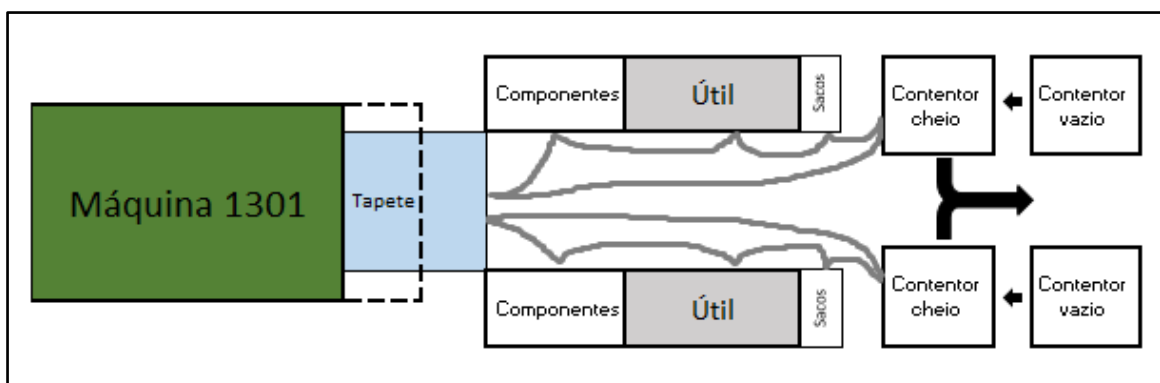 Máquina 1301
Tapete
Componentes
Útil
Sacos
Contentor
cheio
Contentor
vazio
Componentes
Útil
Sacos
Contentor
cheio
Contentor
vazio